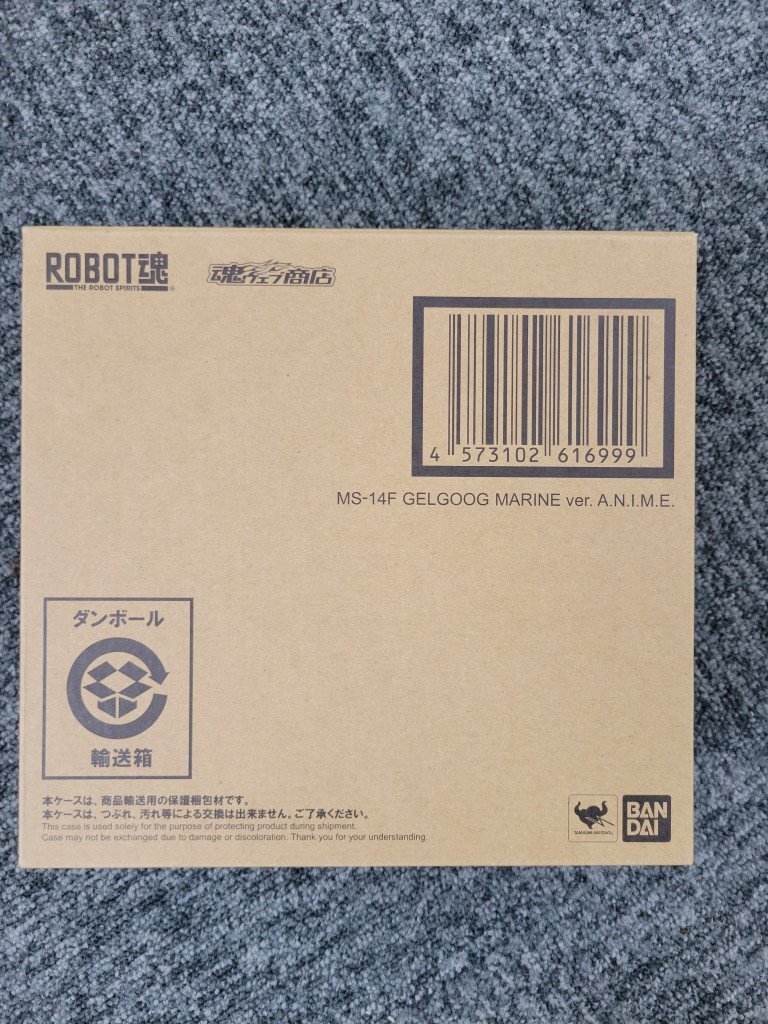 ROBOT魂
THE ROBOT SPIRITS ®
魂ウェブ商店
4 573102 616999
MS-14F GELGOOG MARINE ver. A.N.I.M.E.
ダンボール
輸送箱
本ケースは、商品輸送用の保護梱包材です。
本ケースは、つぶれ、汚れ等による交換は出来ません。ご了承ください。
This case is used solely for the purpose of protecting product during shipment.
Case may not be exchanged due to damage or discoloration. Thank you for your understanding.
TAMASHII NATIONS
BAN
DAI